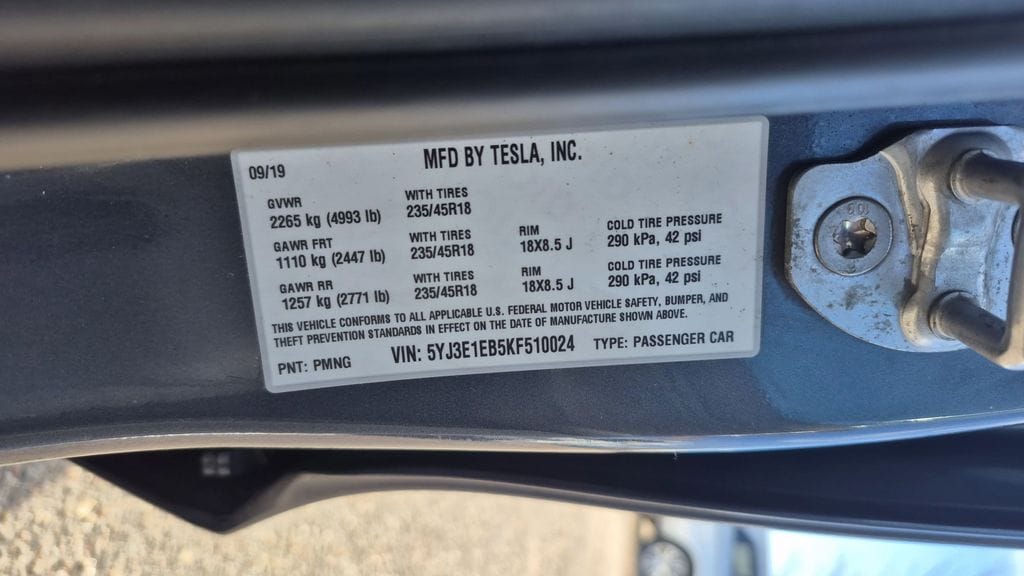 MFD BY TESLA, INC.
09/19
GVWR WITH TIRES
2265 kg (4993 lb) 235/45R18
GAWR FRT WITH TIRES RIM COLD TIRE PRESSURE
1110 kg (2447 lb) 235/45R18 18X8.5 J 290 kPa, 42 psi
GAWR RR WITH TIRES RIM COLD TIRE PRESSURE
1257 kg (2771 lb) 235/45R18 18X8.5 J 290 kPa, 42 psi
THIS VEHICLE CONFORMS TO ALL APPLICABLE U.S. FEDERAL MOTOR VEHICLE SAFETY, BUMPER, AND
THEFT PREVENTION STANDARDS IN EFFECT ON THE DATE OF MANUFACTURE SHOWN ABOVE.
PNT: PMNG VIN: 5YJ3E1EB5KF510024 TYPE: PASSENGER CAR